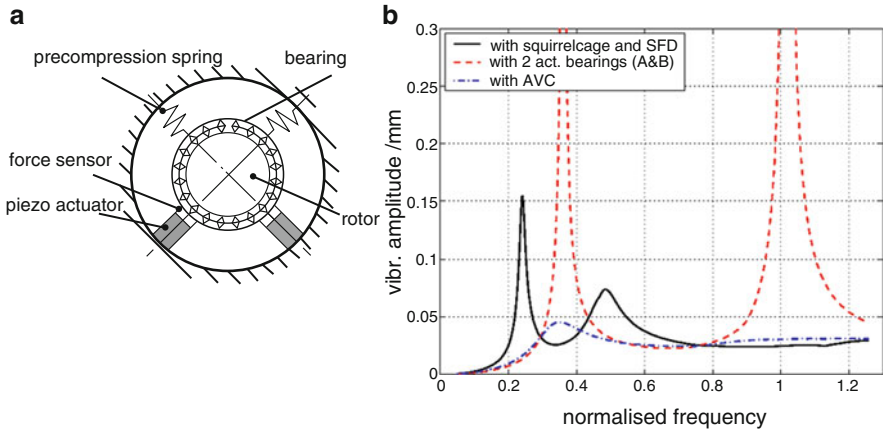 a
precompression spring
bearing
force sensor
piezo actuator
rotor
b
vibr. amplitude /mm
0.3
0.25
0.2
0.15
0.1
0.05
0
with squirrelcage and SFD
with 2 act. bearings (A&B)
with AVC
0 0.2 0.4 0.6 0.8 1 1.2
normalised frequency